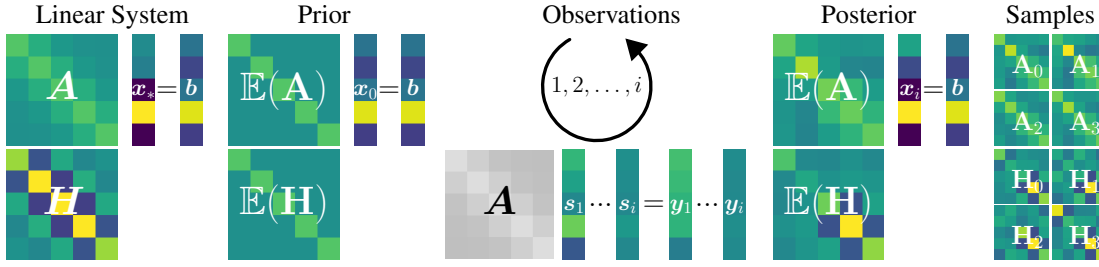 Linear System Prior Observations Posterior Samples
A x* = b
𝔼(A) x₀ = b
1, 2, ..., i
𝔼(A) xᵢ = b
A₀ A₁
A₂ A₃
H
𝔼(H)
A s₁ ··· sᵢ = y₁ ··· yᵢ
𝔼(H)
H₀ H₁
H₂ H₃